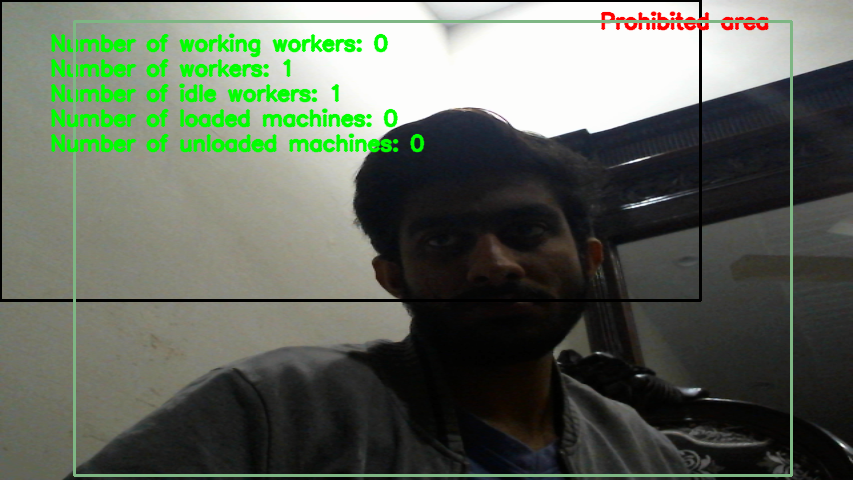 Prohibited area
Number of working workers: 0
Number of workers: 1
Number of idle workers: 1
Number of loaded machines: 0
Number of unloaded machines: 0